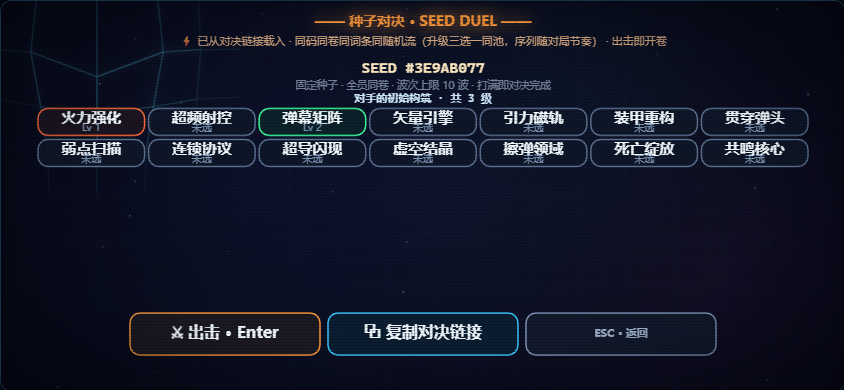 种子对决 · SEED DUEL
⚡ 已从对决链接载入 · 同码同卷同词条同随机流（升级三选一同池，序列随对局节奏） · 出击即开卷
SEED #3E9AB077
固定种子 · 全员同卷 · 波次上限 10 波 · 打满即对决完成
对手的初始构筑 · 共 3 级
火力强化 超频射控 弹幕矩阵 矢量引擎 引力磁轨 装甲重构 贯穿弹头
Lv 1 未选 Lv 2 未选 未选 未选 未选
弱点扫描 连锁协议 超导闪现 虚空结晶 擦弹领域 死亡绽放 共鸣核心
未选 未选 未选 未选 未选 未选 未选
⚔ 出击 · Enter
复制对决链接
ESC · 返回